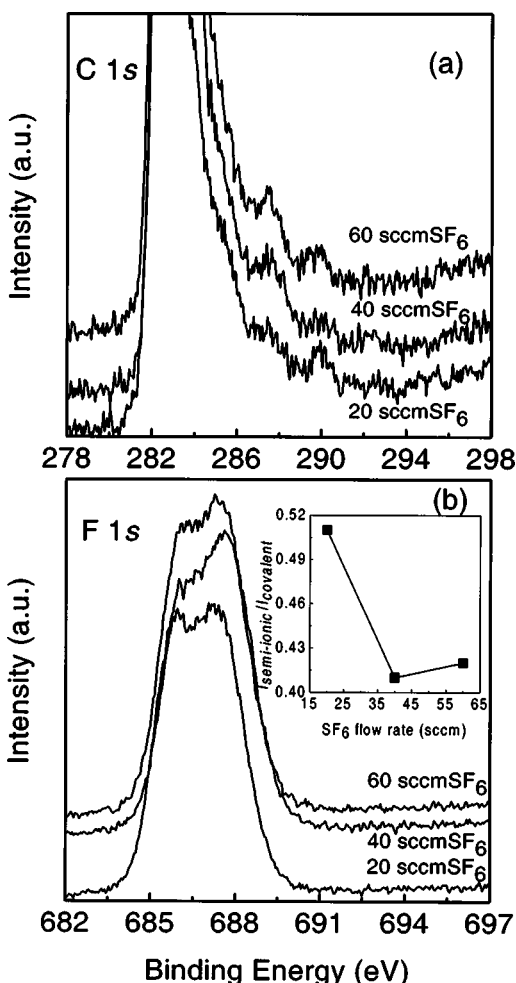 C 1s
(a)
Intensity (a.u.)
60 sccmSF6
40 sccmSF6
20 sccmSF6
278 282 286 290 294 298
F 1s
(b)
Intensity (a.u.)
0.52
0.49
0.46
0.43
0.40
Isemi-ionic/Icovalent
15 25 35 45 55 65
SF6 flow rate (sccm)
60 sccmSF6
40 sccmSF6
20 sccmSF6
682 685 688 691 694 697
Binding Energy (eV)